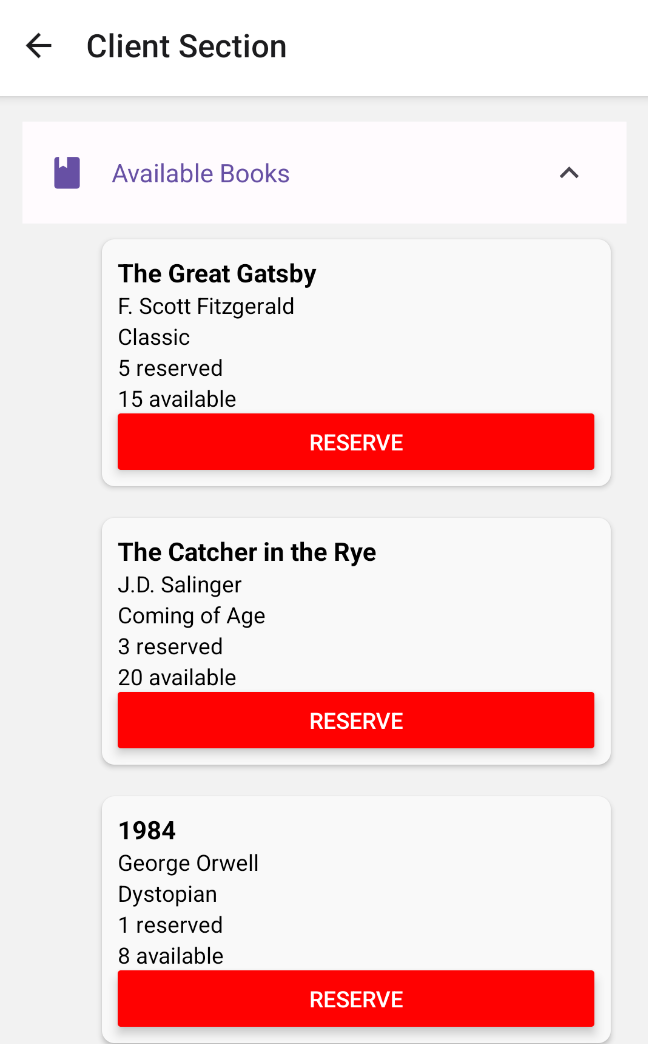 Client Section
Available Books
The Great Gatsby
F. Scott Fitzgerald
Classic
5 reserved
15 available
RESERVE
The Catcher in the Rye
J.D. Salinger
Coming of Age
3 reserved
20 available
RESERVE
1984
George Orwell
Dystopian
1 reserved
8 available
RESERVE